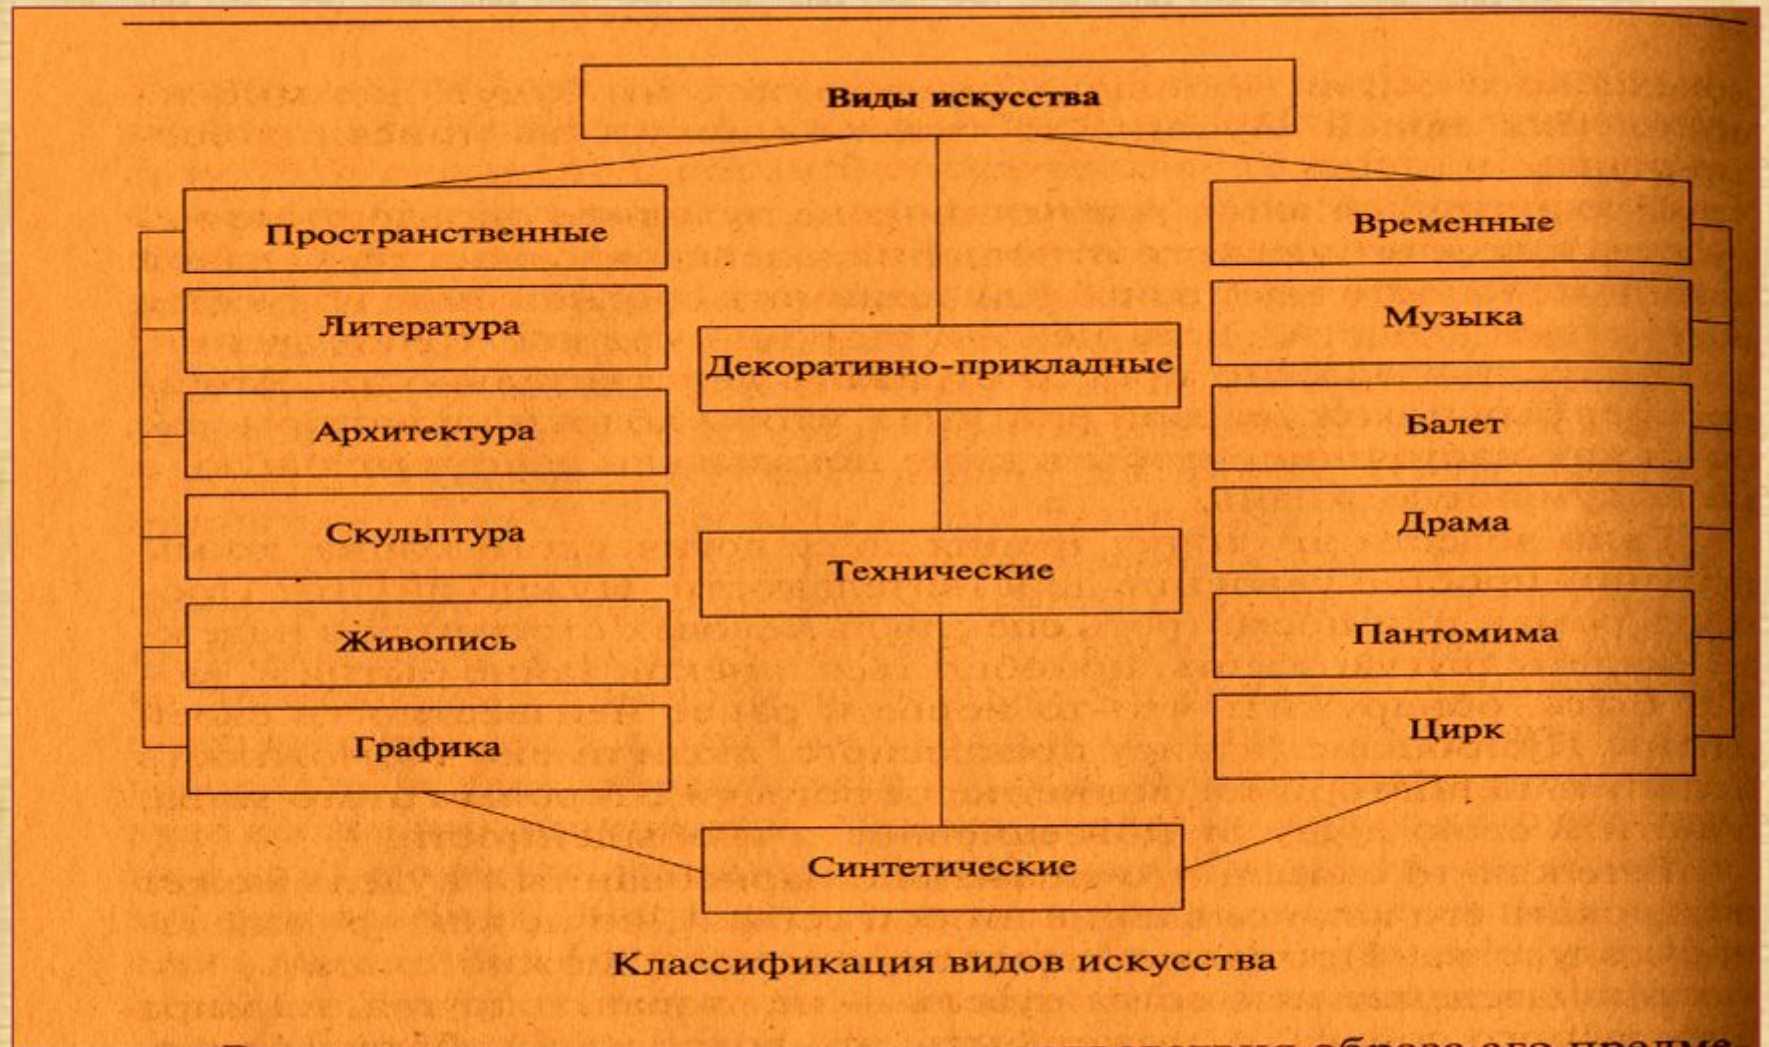 Виды искусства
Пространственные
Литература
Архитектура
Скульптура
Живопись
Графика
Декоративно-прикладные
Технические
Синтетические
Временные
Музыка
Балет
Драма
Пантомима
Цирк
Классификация видов искусства